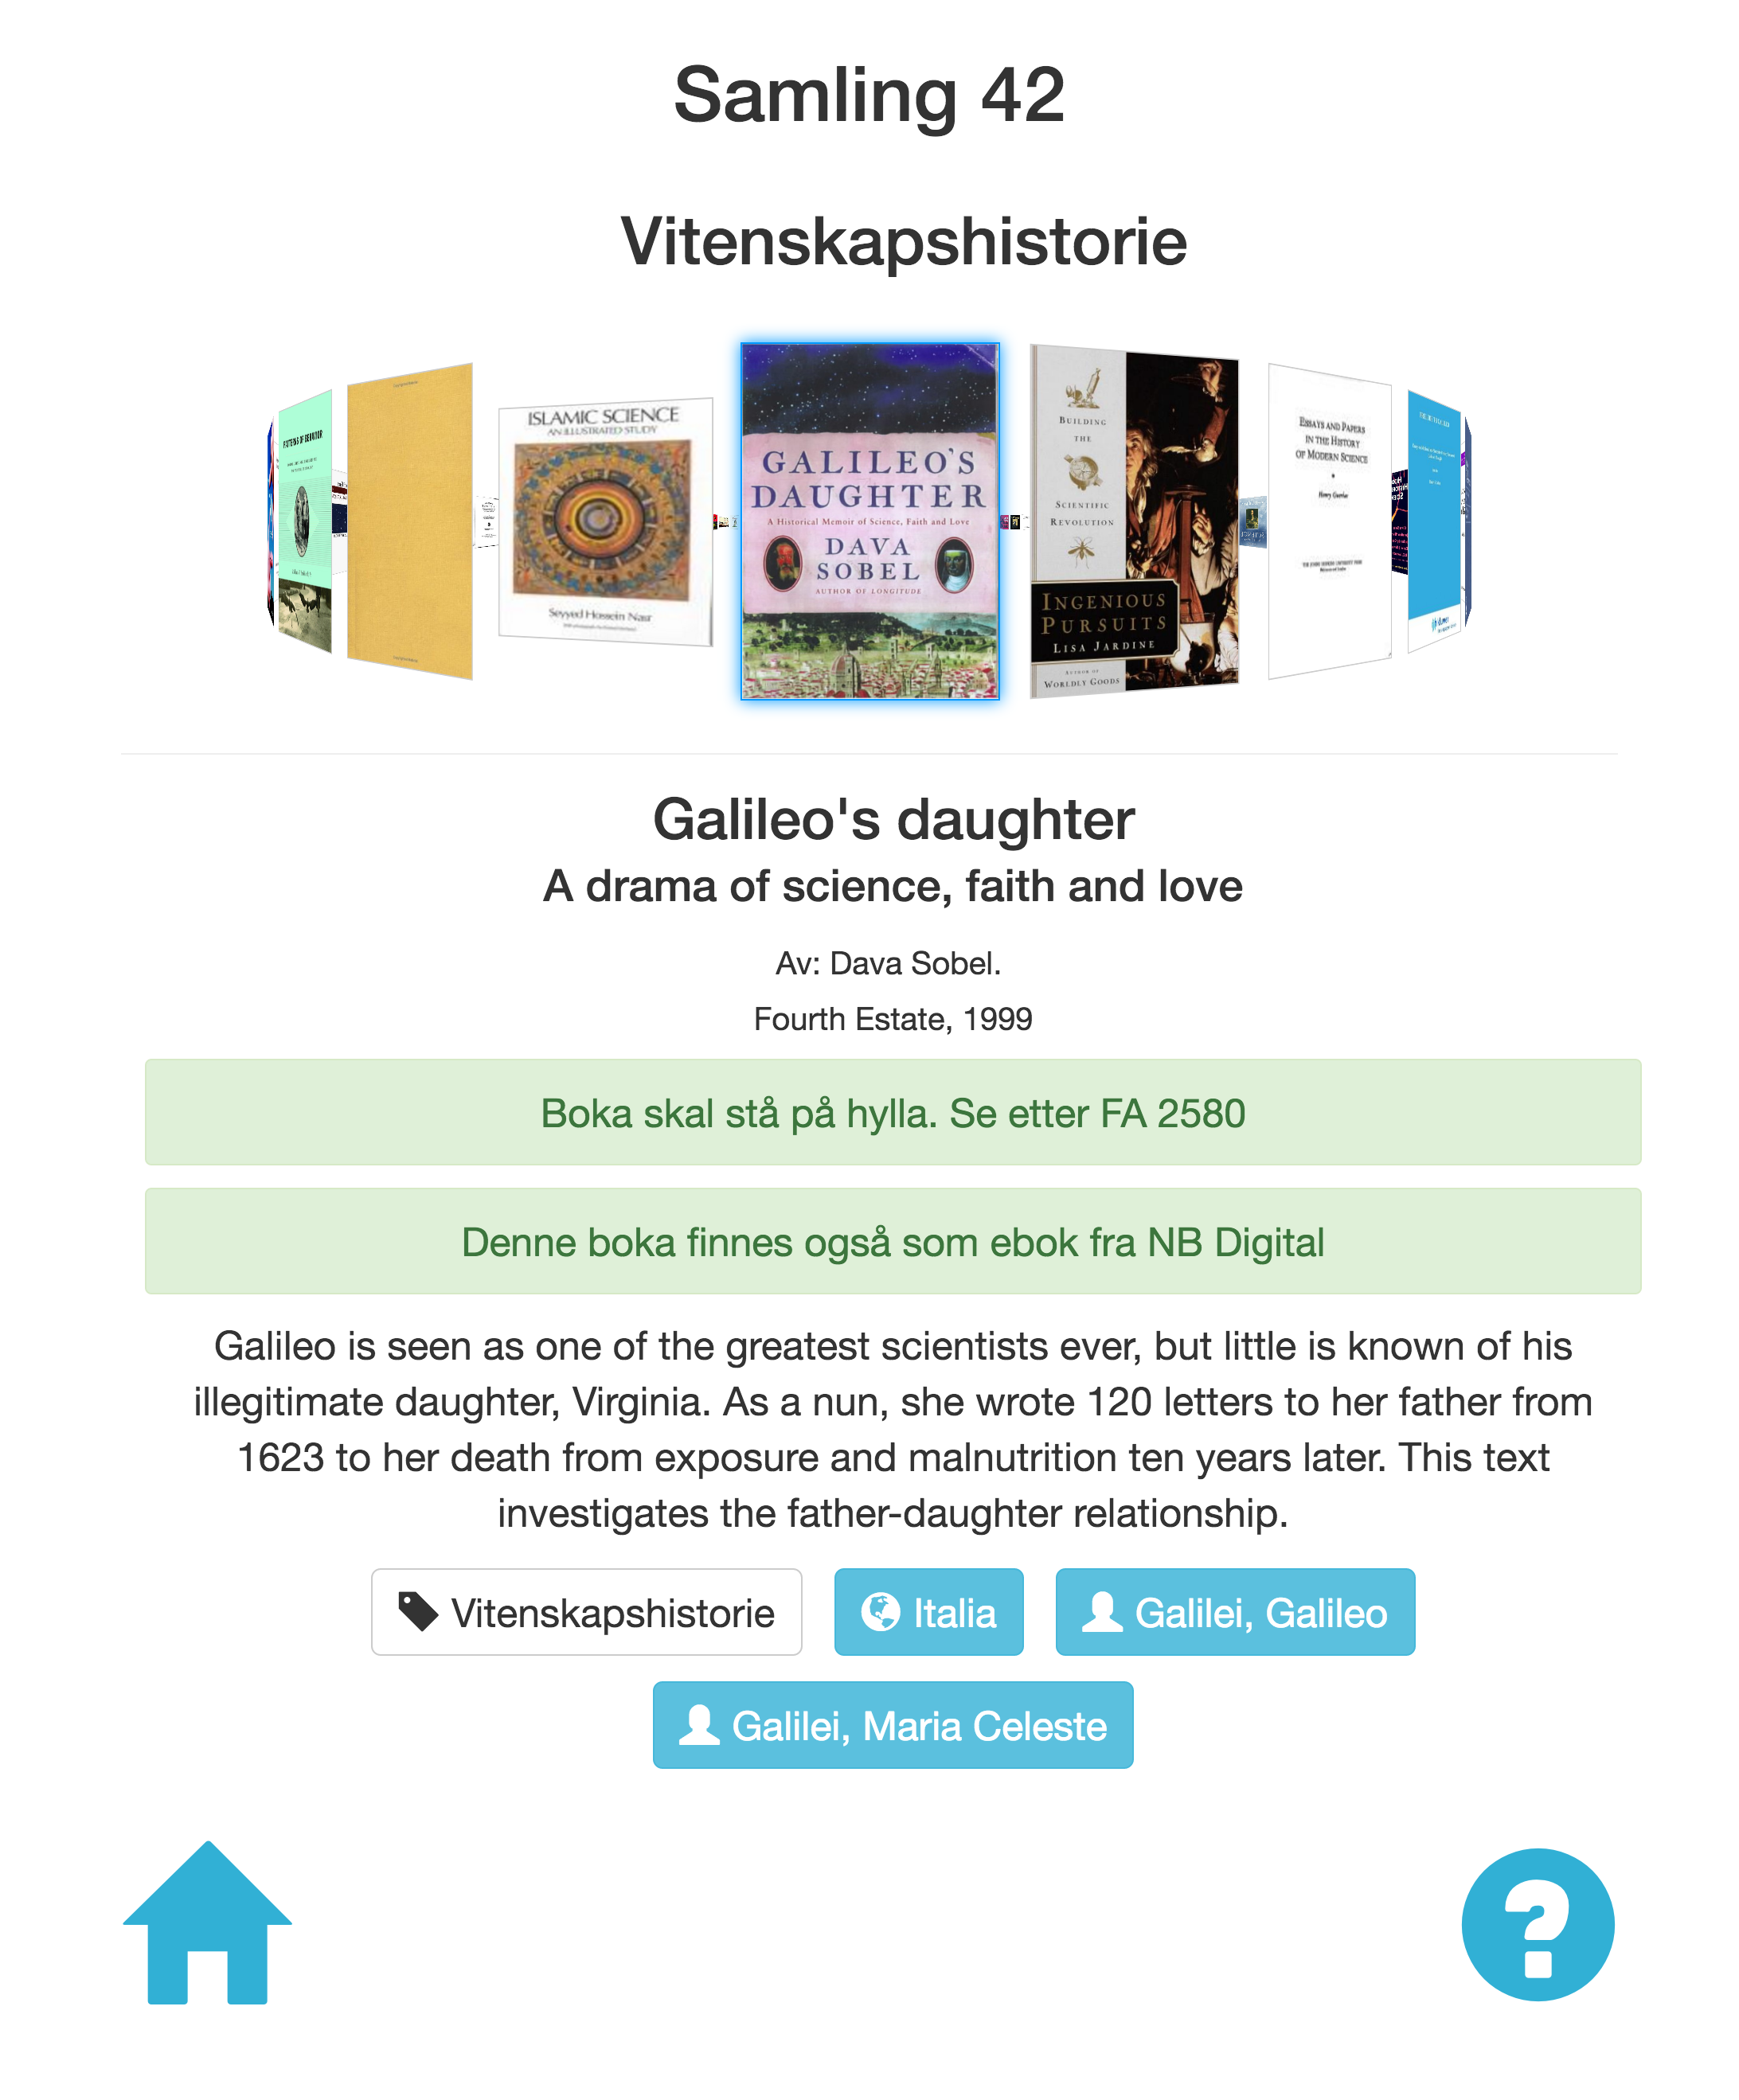 Samling 42
Vitenskapshistorie
PATTERNS OF BEHAVIOR
ISLAMIC SCIENCE
AN ILLUSTRATED STUDY
Seyyed Hossein Nasr
GALILEO'S
DAUGHTER
A Historical Memoir of Science, Faith and Love
DAVA
SOBEL
AUTHOR OF LONGITUDE
BUILDING
THE
SCIENTIFIC
REVOLUTION
INGENIOUS
PURSUITS
LISA JARDINE
AUTHOR OF
WORLDLY GOODS
ESSAYS AND PAPERS
IN THE HISTORY
OF MODERN SCIENCE
Henry Guerlac
Galileo's daughter
A drama of science, faith and love
Av: Dava Sobel.
Fourth Estate, 1999
Boka skal stå på hylla. Se etter FA 2580
Denne boka finnes også som ebok fra NB Digital
Galileo is seen as one of the greatest scientists ever, but little is known of his
illegitimate daughter, Virginia. As a nun, she wrote 120 letters to her father from
1623 to her death from exposure and malnutrition ten years later. This text
investigates the father-daughter relationship.
Vitenskapshistorie
Italia
Galilei, Galileo
Galilei, Maria Celeste